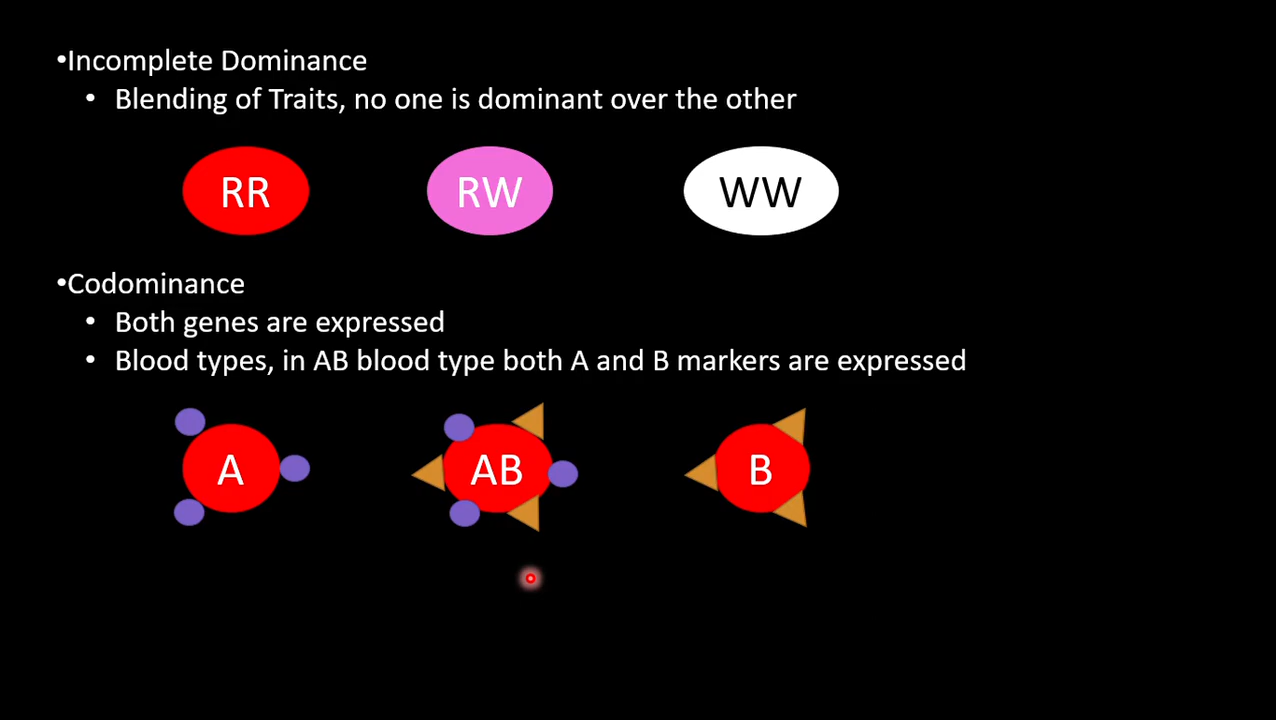 •Incomplete Dominance
• Blending of Traits, no one is dominant over the other
RR RW WW
•Codominance
• Both genes are expressed
• Blood types, in AB blood type both A and B markers are expressed
A AB B